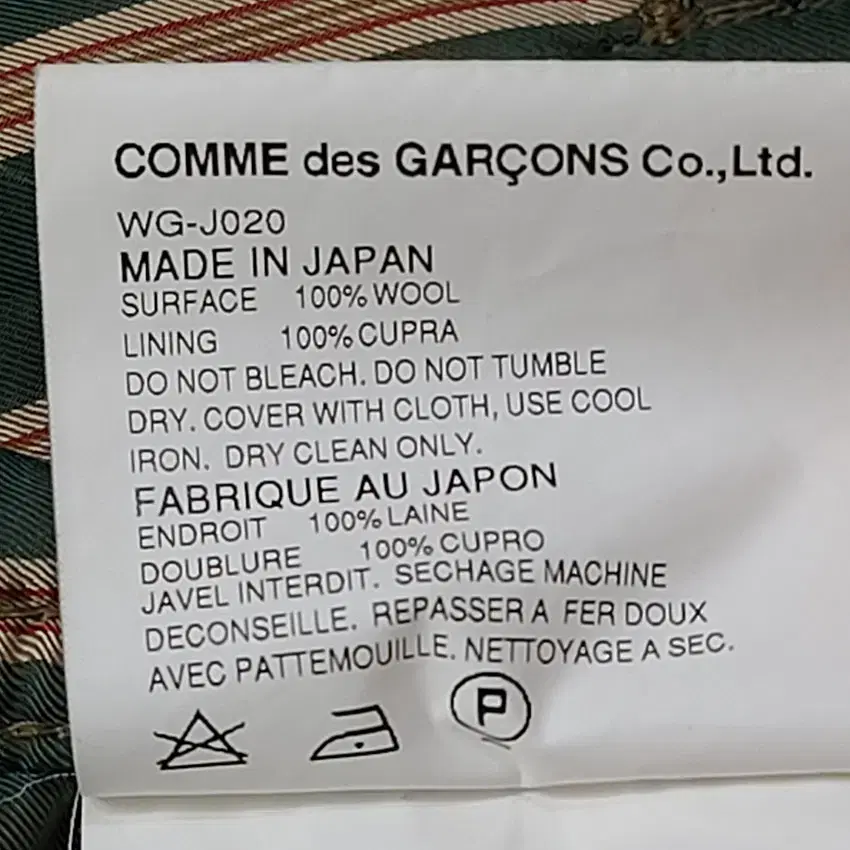 COMME des GARÇONS Co.,Ltd.
WG-J020
MADE IN JAPAN
SURFACE 100% WOOL
LINING 100% CUPRA
DO NOT BLEACH. DO NOT TUMBLE
DRY. COVER WITH CLOTH, USE COOL
IRON. DRY CLEAN ONLY.
FABRIQUE AU JAPON
ENDROIT 100% LAINE
DOUBLURE 100% CUPRO
JAVEL INTERDIT. SECHAGE MACHINE
DECONSEILLE. REPASSER A FER DOUX
AVEC PATTEMOUILLE. NETTOYAGE A SEC.
P